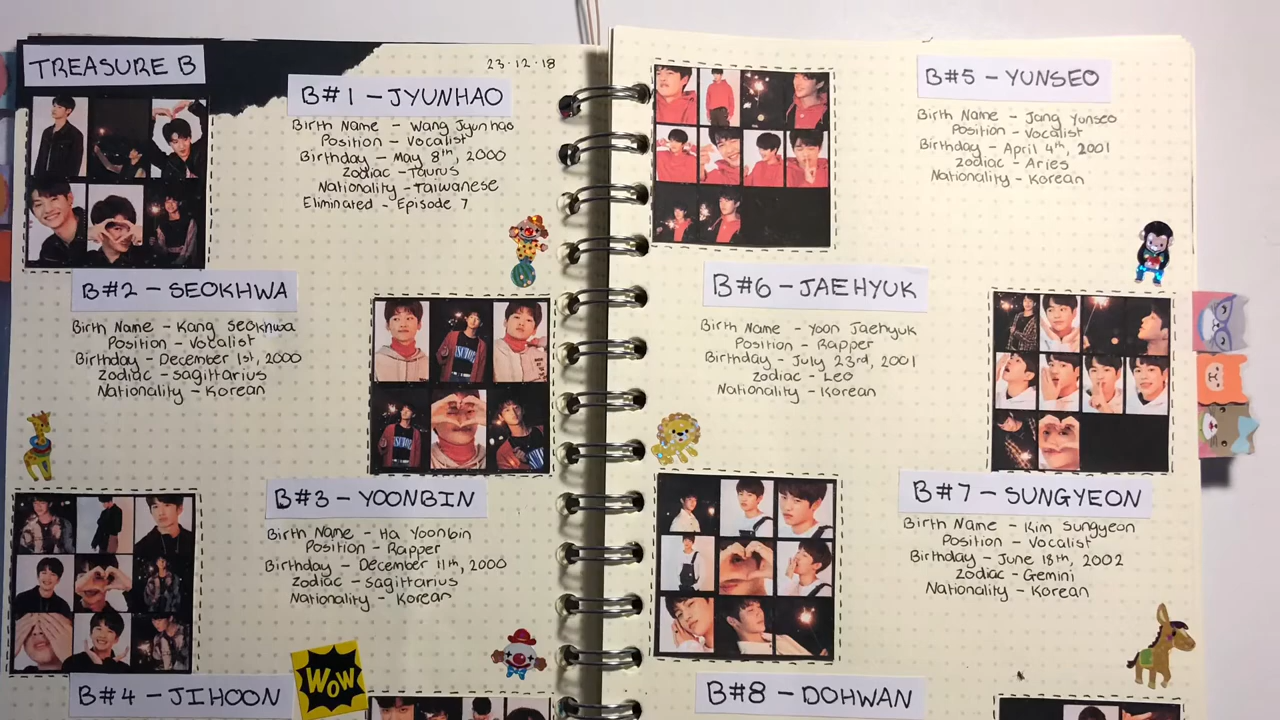 TREASURE B
23·12·18
B#1 - JYUNHAO
Birth Name - Wang Jyunhao
Position - Vocalist
Birthday - May 8th, 2000
Zodiac - Taurus
Nationality - Taiwanese
Eliminated - Episode 7
B#2 - SEOKHWA
Birth Name - Kang Seokhwa
Position - Vocalist
Birthday - December 1st, 2000
Zodiac - Sagittarius
Nationality - Korean
B#3 - YOONBIN
Birth Name - Ha Yoonbin
Position - Rapper
Birthday - December 11th, 2000
Zodiac - Sagittarius
Nationality - Korean
WOW
B#4 - JIHOON
B#5 - YUNSEO
Birth Name - Jang Yunseo
Position - Vocalist
Birthday - April 4th, 2001
Zodiac - Aries
Nationality - Korean
B#6 - JAEHYUK
Birth Name - Yoon Jaehyuk
Position - Rapper
Birthday - July 23rd, 2001
Zodiac - Leo
Nationality - Korean
B#7 - SUNGYEON
Birth Name - Kim Sungyeon
Position - Vocalist
Birthday - June 18th, 2002
Zodiac - Gemini
Nationality - Korean
B#8 - DOHWAN